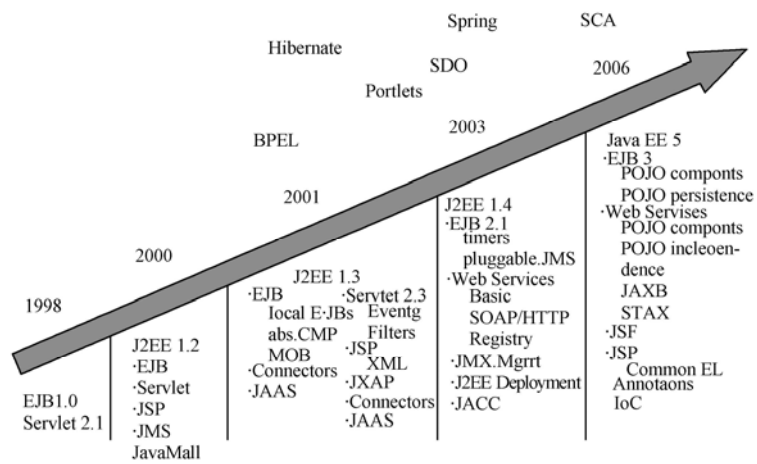 Spring
SCA
Hibernate
SDO
2006
Portlets
2003
BPEL
2001
2000
1998
EJB1.0
Servlet 2.1
J2EE 1.2
·EJB
·Servlet
·JSP
·JMS
JavaMall
J2EE 1.3
·EJB
local E·JBs
abs.CMP
MOB
·Connectors
·JAAS
·Servtet 2.3
Eventg
Filters
·JSP
XML
·JXAP
·Connectors
·JAAS
J2EE 1.4
·EJB 2.1
timers
pluggable.JMS
·Web Services
Basic
SOAP/HTTP
Registry
·JMX.Mgrrt
·J2EE Deployment
·JACC
Java EE 5
·EJB 3
POJO componts
POJO persistence
·Web Servises
POJO componts
POJO incleoen-
dence
JAXB
STAX
·JSF
·JSP
Common EL
Annotaons
IoC